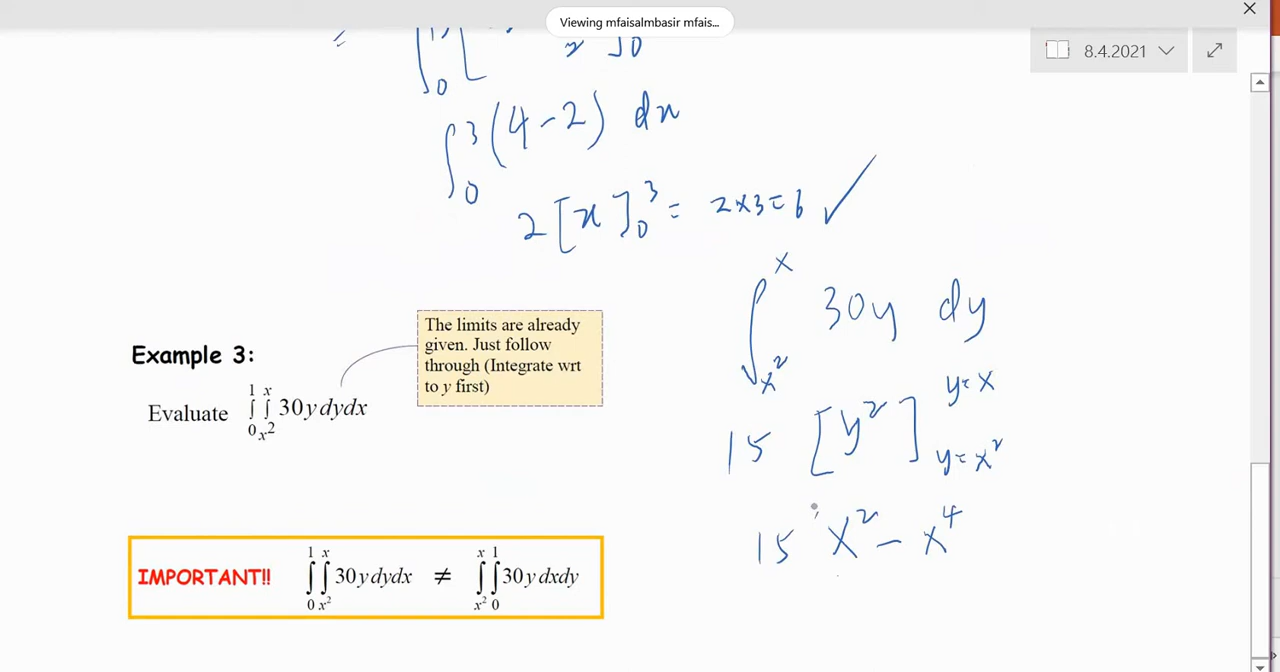 Viewing mfaisalmbasir mfais...
8.4.2021
∫₀³ (4 - 2) dx
2 [x]₀³ = 2 x 3 = 6 ✓
∫_{x²}^{x} 30y dy
The limits are already
given. Just follow
through (Integrate wrt
to y first)
Example 3:
Evaluate ∫₀¹ ∫_{x²}^{x} 30y dydx
15 [y²]_{y=x²}^{y=x}
15 x² - x⁴
IMPORTANT!! ∫₀¹ ∫_{x²}^{x} 30y dydx ≠ ∫_{x²}^{x} ∫₀¹ 30y dxdy